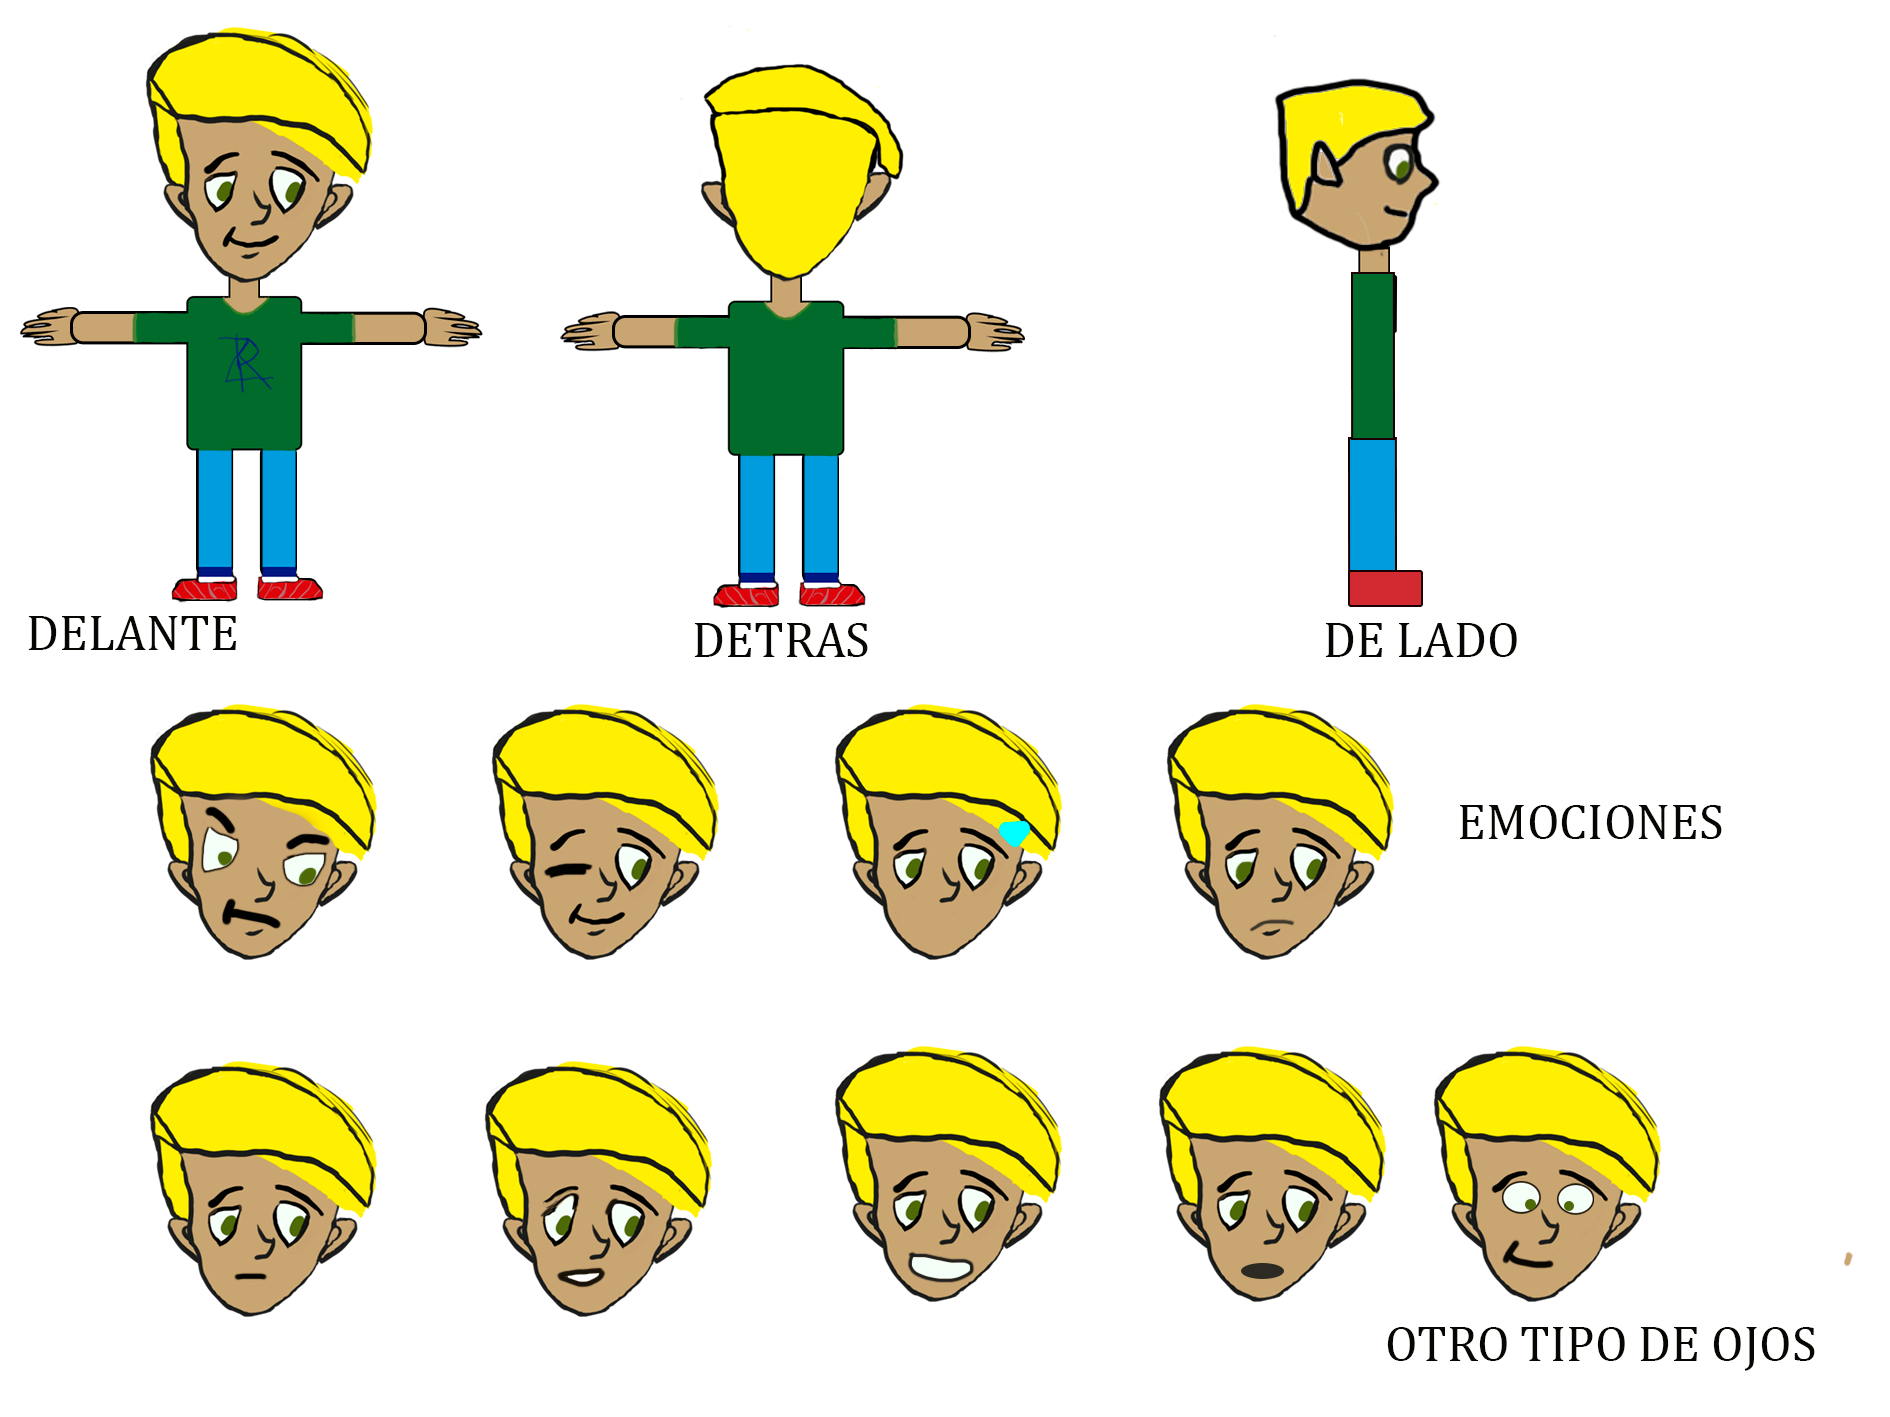 DELANTE
DETRAS
DE LADO
EMOCIONES
OTRO TIPO DE OJOS